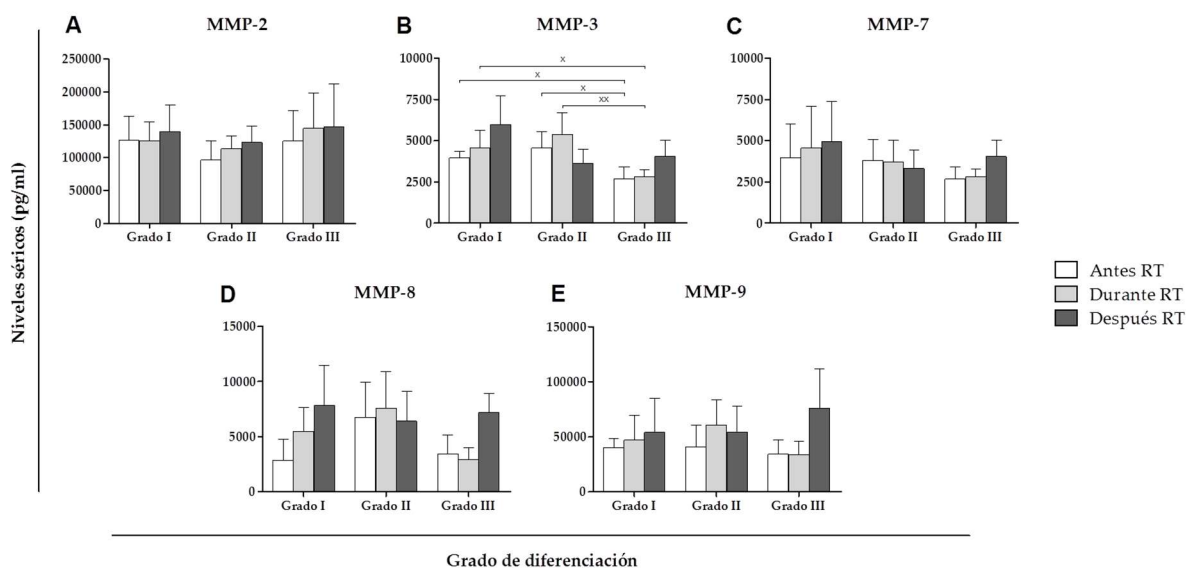 A
MMP-2
250000
200000
150000
100000
50000
0
Grado I
Grado II
Grado III
B
MMP-3
10000
7500
5000
2500
0
x
x
x
xx
Grado I
Grado II
Grado III
C
MMP-7
10000
7500
5000
2500
0
Grado I
Grado II
Grado III
D
MMP-8
15000
10000
5000
0
Grado I
Grado II
Grado III
E
MMP-9
150000
100000
50000
0
Grado I
Grado II
Grado III
Niveles séricos (pg/ml)
Antes RT
Durante RT
Después RT
Grado de diferenciación